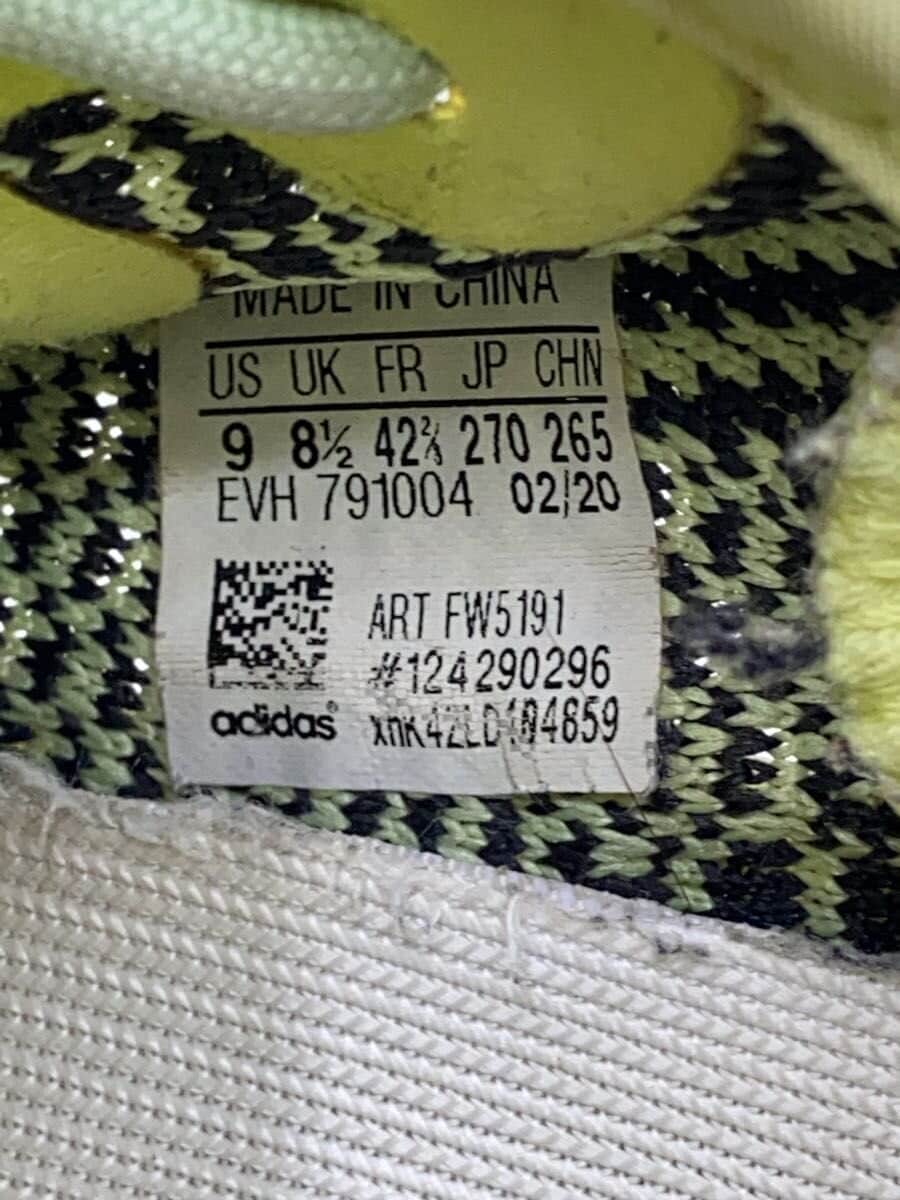 MADE IN CHINA
US UK FR JP CHN
9 8½ 42⅔ 270 265
EVH 791004 02/20
ART FW5191
#124290296
adidas®